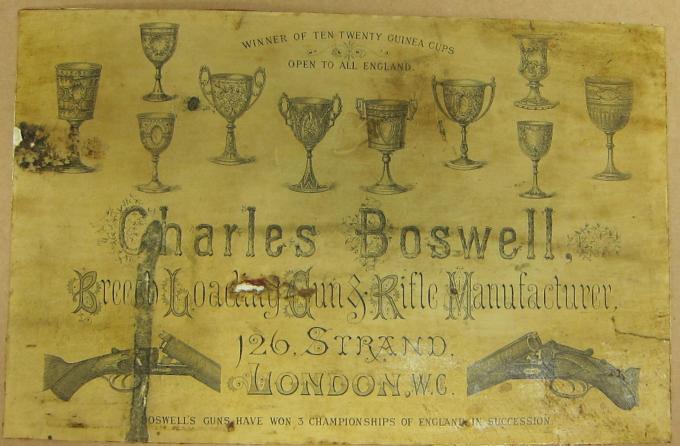 WINNER OF TEN TWENTY GUINEA CUPS
OPEN TO ALL ENGLAND.
Charles Boswell,
Breech Loading Gun & Rifle Manufacturer.
126, STRAND,
LONDON, W.C.
BOSWELL'S GUNS HAVE WON 3 CHAMPIONSHIPS OF ENGLAND IN SUCCESSION